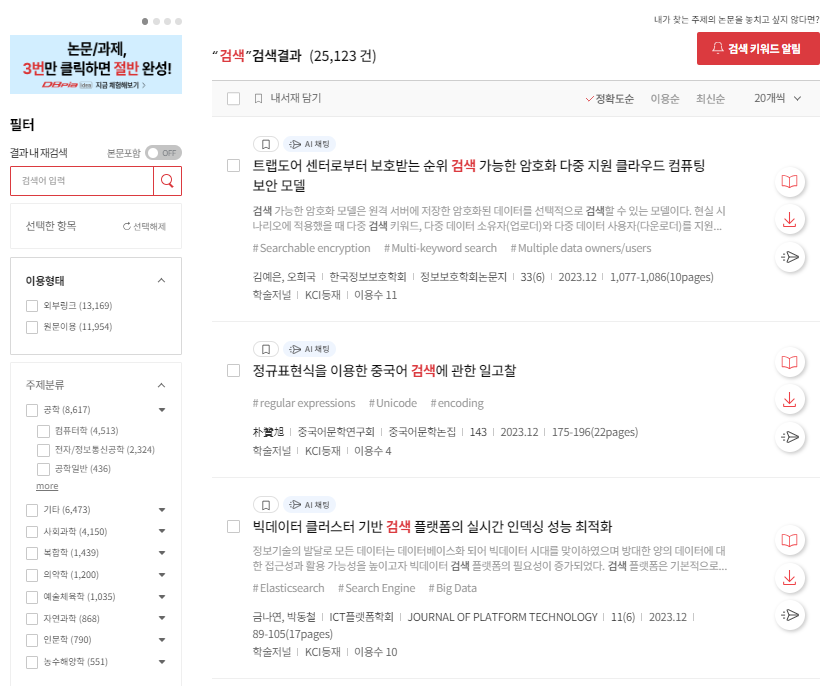 내가 찾는 주제의 논문을 놓치고 싶지 않다면?
검색 키워드 알림
논문/과제,
3번만 클릭하면 절반 완성!
DBpia idea 지금 체험해보기 >
"검색"검색결과 (25,123 건)
내서재 담기
정확도순 이용순 최신순 20개씩
필터
결과 내 재검색 본문포함 OFF
검색어 입력
선택한 항목 선택해제
이용형태
외부링크 (13,169)
원문이용 (11,954)
주제분류
공학 (8,617)
컴퓨터학 (4,513)
전자/정보통신공학 (2,324)
공학일반 (436)
more
기타 (6,473)
사회과학 (4,150)
복합학 (1,439)
의약학 (1,200)
예술체육학 (1,035)
자연과학 (868)
인문학 (790)
농수해양학 (551)
AI 채팅
트랩도어 센터로부터 보호받는 순위 검색 가능한 암호화 다중 지원 클라우드 컴퓨팅
보안 모델
검색 가능한 암호화 모델은 원격 서버에 저장한 암호화된 데이터를 선택적으로 검색할 수 있는 모델이다. 현실 시
나리오에 적용했을 때 다중 검색 키워드, 다중 데이터 소유자(업로더)와 다중 데이터 사용자(다운로더)를 지원...
#Searchable encryption #Multi-keyword search #Multiple data owners/users
김예은, 오희국 | 한국정보보호학회 | 정보보호학회논문지 | 33(6) | 2023.12 | 1,077-1,086(10pages)
학술저널 | KCI등재 | 이용수 11
AI 채팅
정규표현식을 이용한 중국어 검색에 관한 일고찰
#regular expressions #Unicode #encoding
朴贊旭 | 중국어문학연구회 | 중국어문학논집 | 143 | 2023.12 | 175-196(22pages)
학술저널 | KCI등재 | 이용수 4
AI 채팅
빅데이터 클러스터 기반 검색 플랫폼의 실시간 인덱싱 성능 최적화
정보기술의 발달로 모든 데이터는 데이터베이스화 되어 빅데이터 시대를 맞이하였으며 방대한 양의 데이터에 대
한 접근성과 활용 가능성을 높이고자 빅데이터 검색 플랫폼의 필요성이 증가되었다. 검색 플랫폼은 기본적으로...
#Elasticsearch #Search Engine #Big Data
금나연, 박동철 | ICT플랫폼학회 | JOURNAL OF PLATFORM TECHNOLOGY | 11(6) | 2023.12 |
89-105(17pages)
학술저널 | KCI등재 | 이용수 10